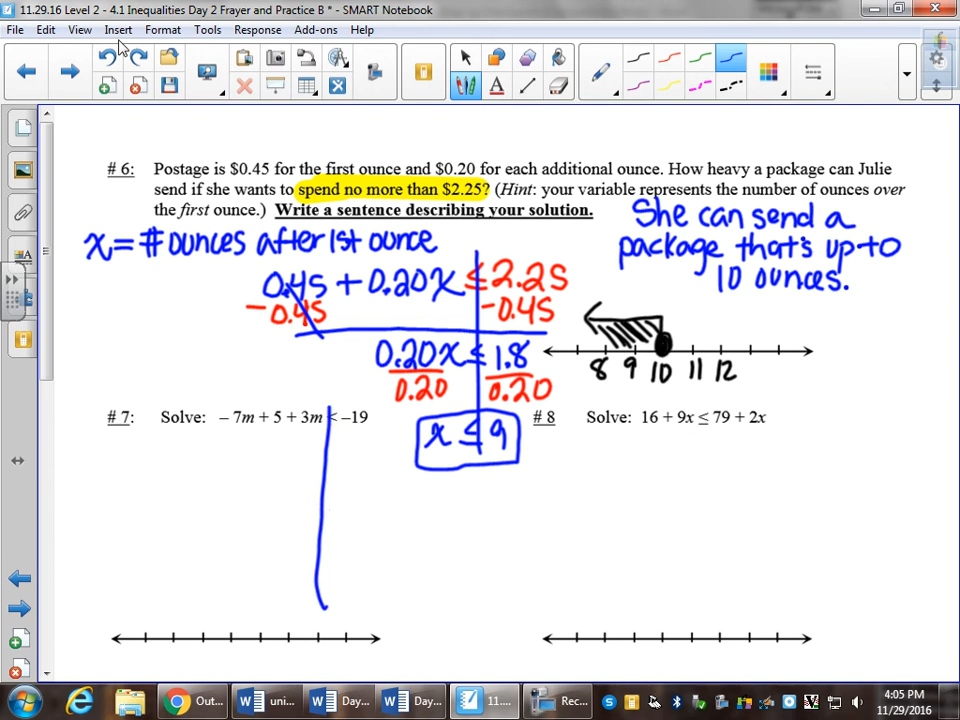 11.29.16 Level 2 - 4.1 Inequalities Day 2 Frayer and Practice B * - SMART Notebook
File Edit View Insert Format Tools Response Add-ons Help
# 6: Postage is $0.45 for the first ounce and $0.20 for each additional ounce. How heavy a package can Julie
send if she wants to spend no more than $2.25? (Hint: your variable represents the number of ounces over
the first ounce.) Write a sentence describing your solution.
She can send a
package that's up to
10 ounces.
x = # ounces after 1st ounce
0.45 + 0.20x ≤ 2.25
-0.45 -0.45
0.20x ≤ 1.8
0.20 0.20
x ≤ 9
8 9 10 11 12
# 7: Solve: – 7m + 5 + 3m < –19
# 8 Solve: 16 + 9x ≤ 79 + 2x
Out... uni... Day... Day... 11.... Rec...
4:05 PM
11/29/2016